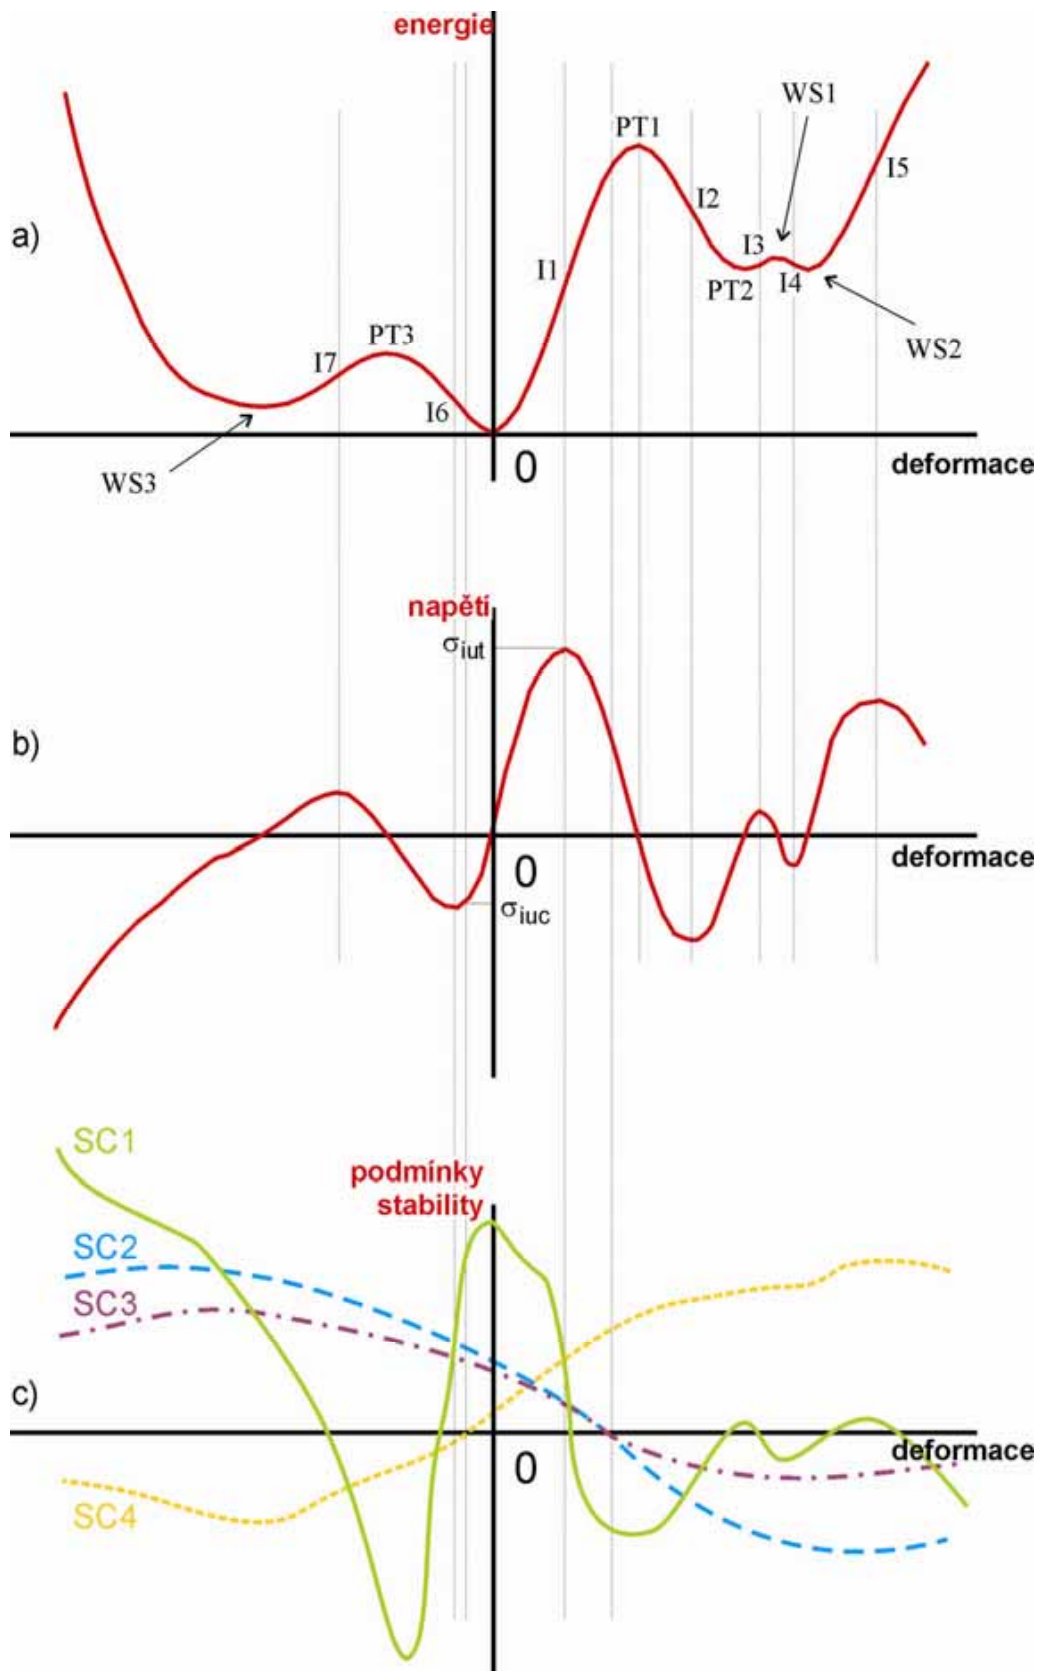 energie
WS1
PT1
I5
I2
a)
I3
I1
PT2
I4
PT3
WS2
I7
I6
WS3
0
deformace
napětí
σiut
b)
0
deformace
σiuc
SC1
podmínky
stability
SC2
SC3
c)
0
deformace
SC4